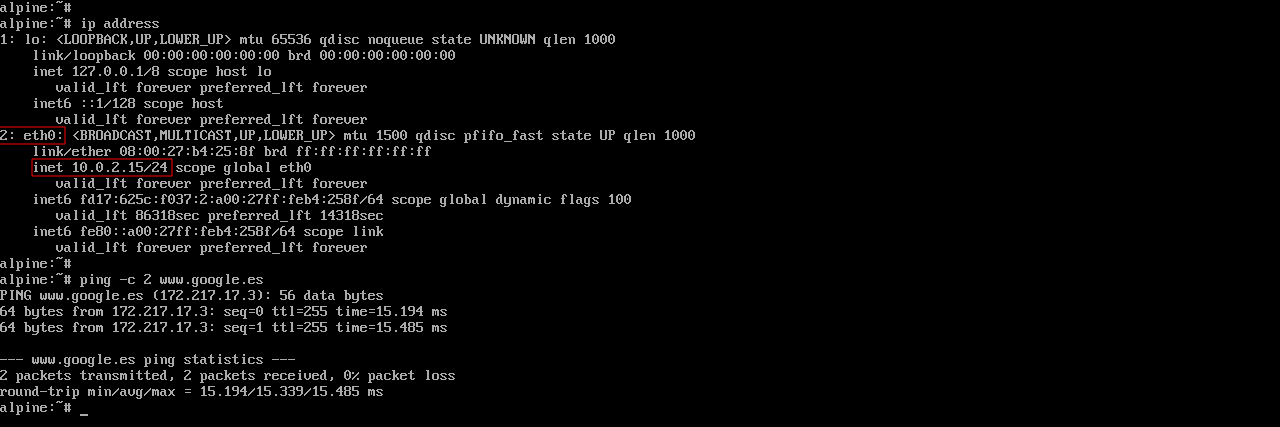 alpine:~#
alpine:~# ip address
1: lo: <LOOPBACK,UP,LOWER_UP> mtu 65536 qdisc noqueue state UNKNOWN qlen 1000
    link/loopback 00:00:00:00:00:00 brd 00:00:00:00:00:00
    inet 127.0.0.1/8 scope host lo
       valid_lft forever preferred_lft forever
    inet6 ::1/128 scope host
       valid_lft forever preferred_lft forever
2: eth0: <BROADCAST,MULTICAST,UP,LOWER_UP> mtu 1500 qdisc pfifo_fast state UP qlen 1000
    link/ether 08:00:27:b4:25:8f brd ff:ff:ff:ff:ff:ff
    inet 10.0.2.15/24 scope global eth0
       valid_lft forever preferred_lft forever
    inet6 fd17:625c:f037:2:a00:27ff:feb4:258f/64 scope global dynamic flags 100
       valid_lft 86318sec preferred_lft 14318sec
    inet6 fe80::a00:27ff:feb4:258f/64 scope link
       valid_lft forever preferred_lft forever
alpine:~#
alpine:~# ping -c 2 www.google.es
PING www.google.es (172.217.17.3): 56 data bytes
64 bytes from 172.217.17.3: seq=0 ttl=255 time=15.194 ms
64 bytes from 172.217.17.3: seq=1 ttl=255 time=15.485 ms

--- www.google.es ping statistics ---
2 packets transmitted, 2 packets received, 0% packet loss
round-trip min/avg/max = 15.194/15.339/15.485 ms
alpine:~# _